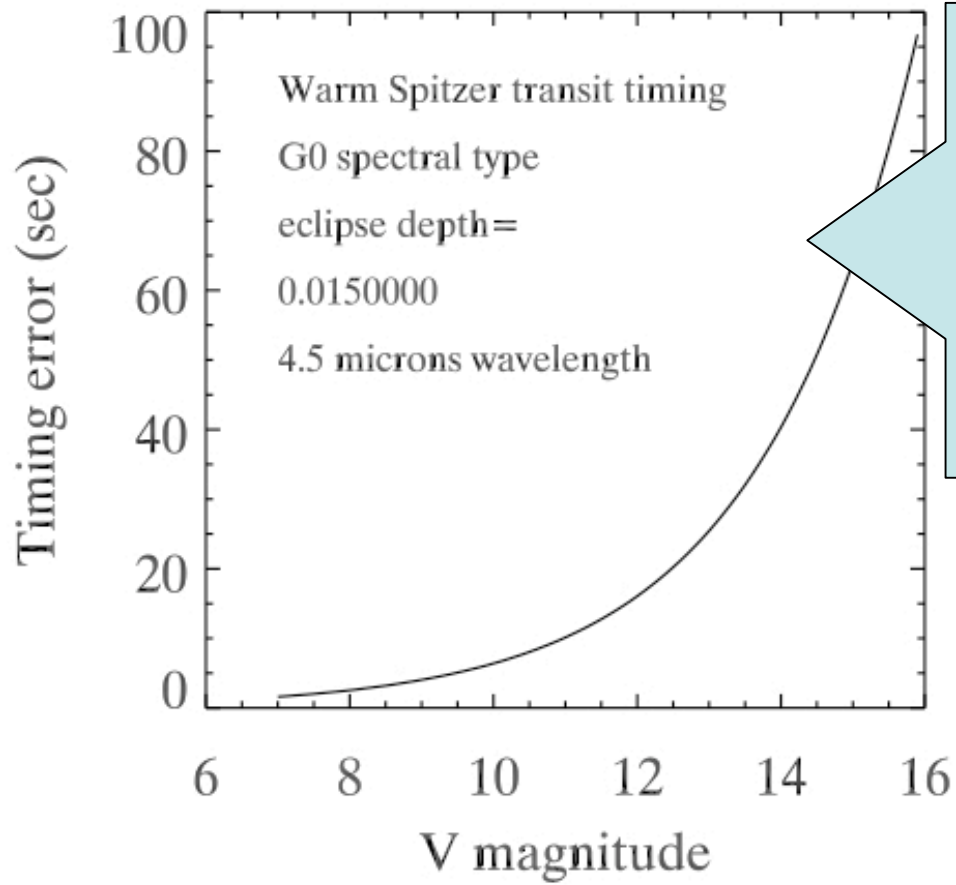 100
80
60
40
20
0
Timing error (sec)
Warm Spitzer transit timing
G0 spectral type
eclipse depth=
0.0150000
4.5 microns wavelength
6 8 10 12 14 16
V magnitude